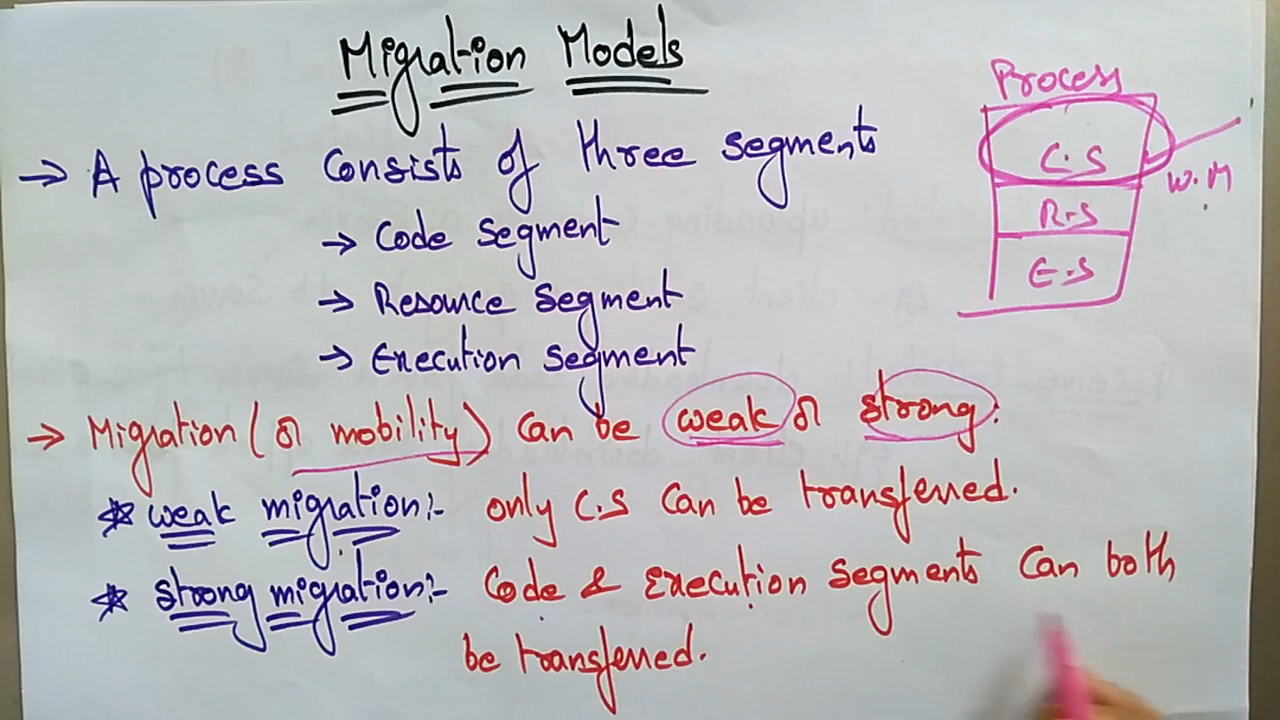 Migration Models
→ A process consists of three segments
→ Code segment
→ Resource segment
→ Execution segment
→ Migration (or mobility) can be weak or strong.
* weak migration:- only C.S can be transferred.
* strong migration:- Code & Execution segments can both
be transferred.
Process
C.S
W.M
R.S
E.S